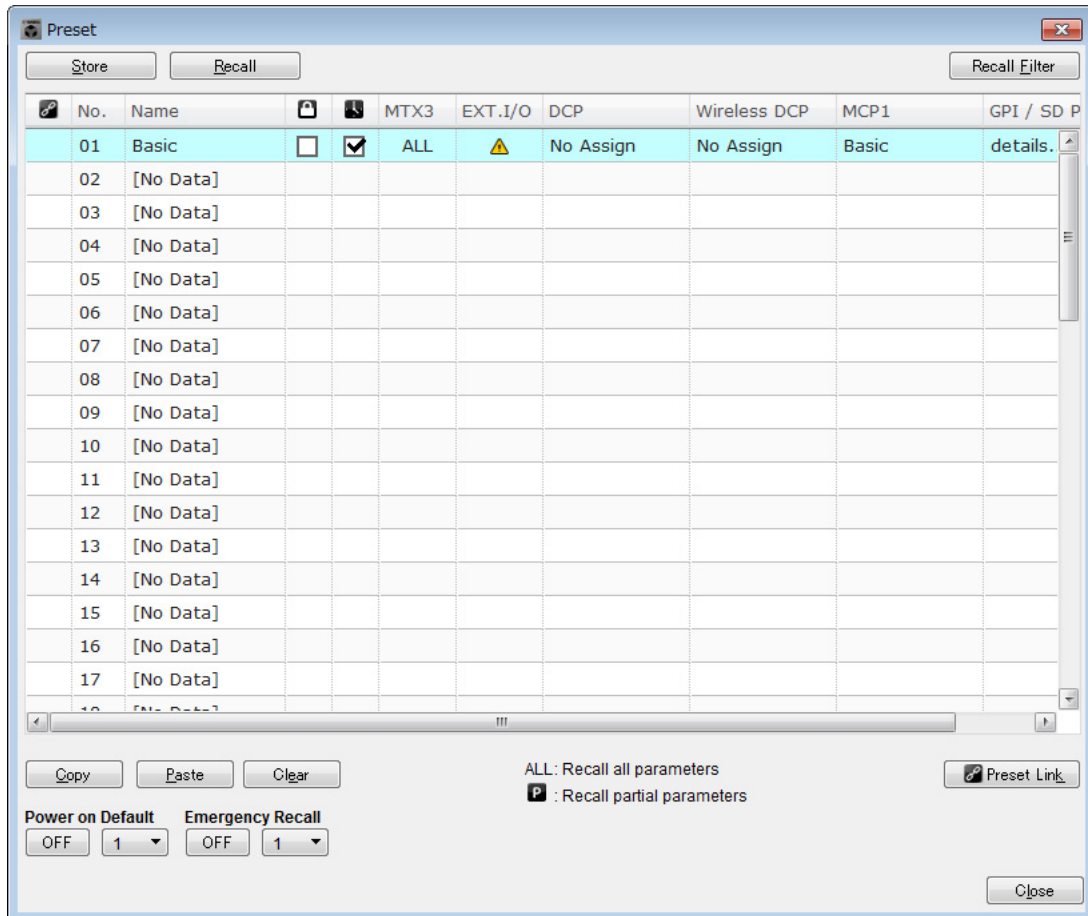 Preset
Store Recall Recall Filter
No. Name MTX3 EXT.I/O DCP Wireless DCP MCP1 GPI / SD P
01 Basic ALL No Assign No Assign Basic details.
02 [No Data]
03 [No Data]
04 [No Data]
05 [No Data]
06 [No Data]
07 [No Data]
08 [No Data]
09 [No Data]
10 [No Data]
11 [No Data]
12 [No Data]
13 [No Data]
14 [No Data]
15 [No Data]
16 [No Data]
17 [No Data]
Copy Paste Clear ALL: Recall all parameters Preset Link
P : Recall partial parameters
Power on Default Emergency Recall
OFF 1 OFF 1
Close